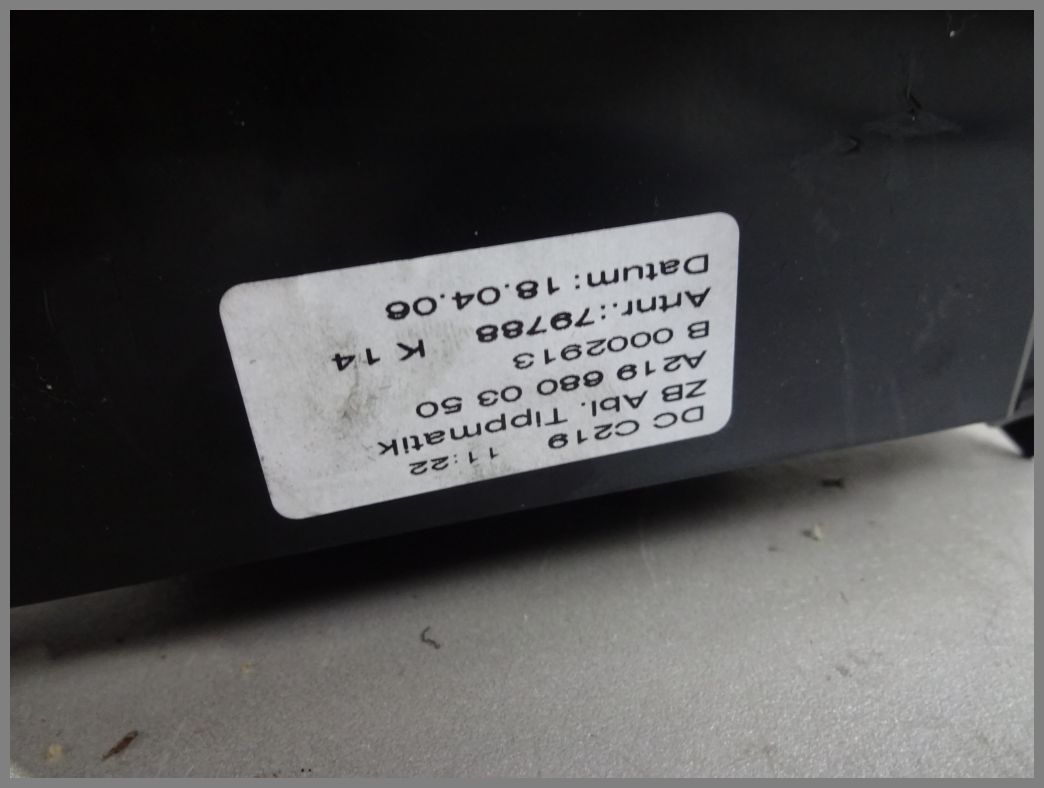 DC C219 11:22
ZB Abl. Tippmatik
A219 680 03 50
B 0002913
Artnr.:79788 K 14
Datum: 18.04.06